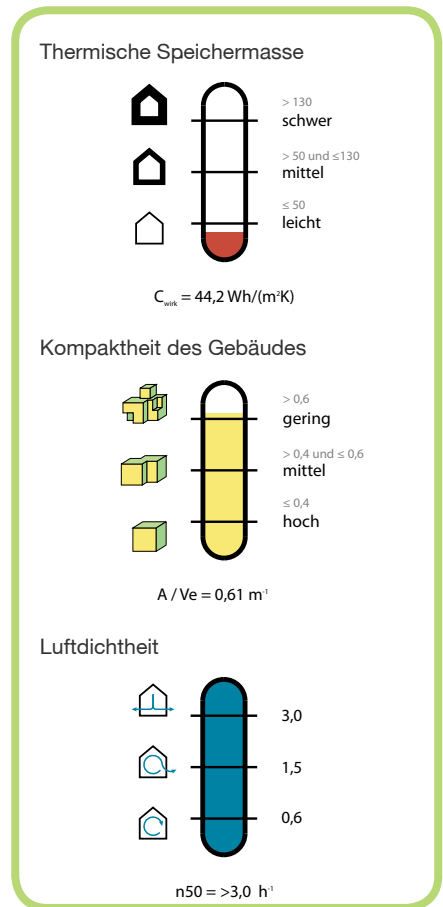 Thermische Speichermasse
> 130
schwer
> 50 und ≤130
mittel
≤ 50
leicht
C_wirk = 44,2 Wh/(m²K)
Kompaktheit des Gebäudes
> 0,6
gering
> 0,4 und ≤ 0,6
mittel
≤ 0,4
hoch
A / Ve = 0,61 m⁻¹
Luftdichtheit
3,0
1,5
0,6
n50 = >3,0 h⁻¹